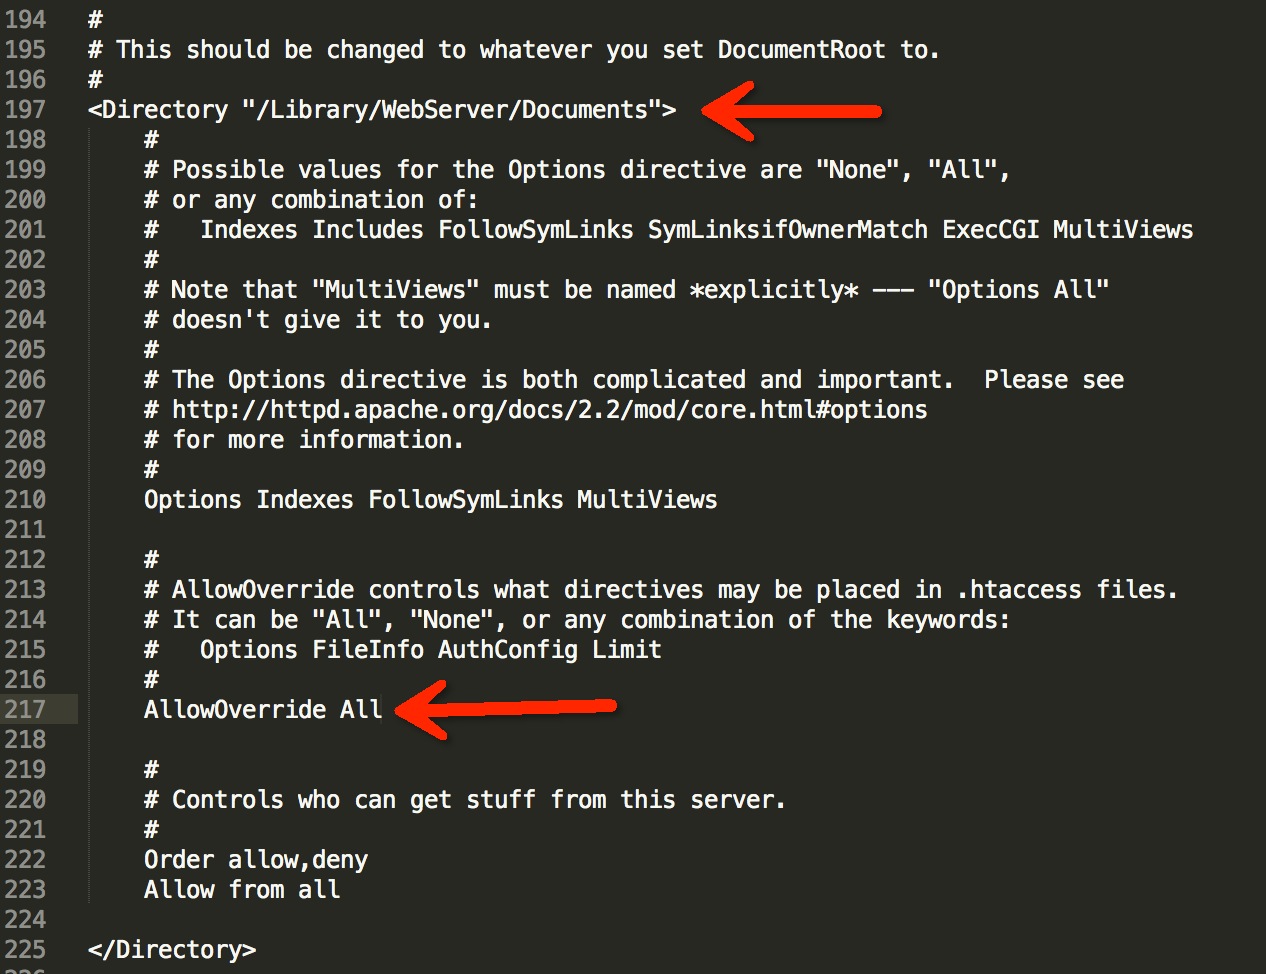 194 #
195 # This should be changed to whatever you set DocumentRoot to.
196 #
197 <Directory "/Library/WebServer/Documents">
198     #
199     # Possible values for the Options directive are "None", "All",
200     # or any combination of:
201     #   Indexes Includes FollowSymLinks SymLinksifOwnerMatch ExecCGI MultiViews
202     #
203     # Note that "MultiViews" must be named *explicitly* --- "Options All"
204     # doesn't give it to you.
205     #
206     # The Options directive is both complicated and important.  Please see
207     # http://httpd.apache.org/docs/2.2/mod/core.html#options
208     # for more information.
209     #
210     Options Indexes FollowSymLinks MultiViews
211
212     #
213     # AllowOverride controls what directives may be placed in .htaccess files.
214     # It can be "All", "None", or any combination of the keywords:
215     #   Options FileInfo AuthConfig Limit
216     #
217     AllowOverride All
218
219     #
220     # Controls who can get stuff from this server.
221     #
222     Order allow,deny
223     Allow from all
224
225 </Directory>